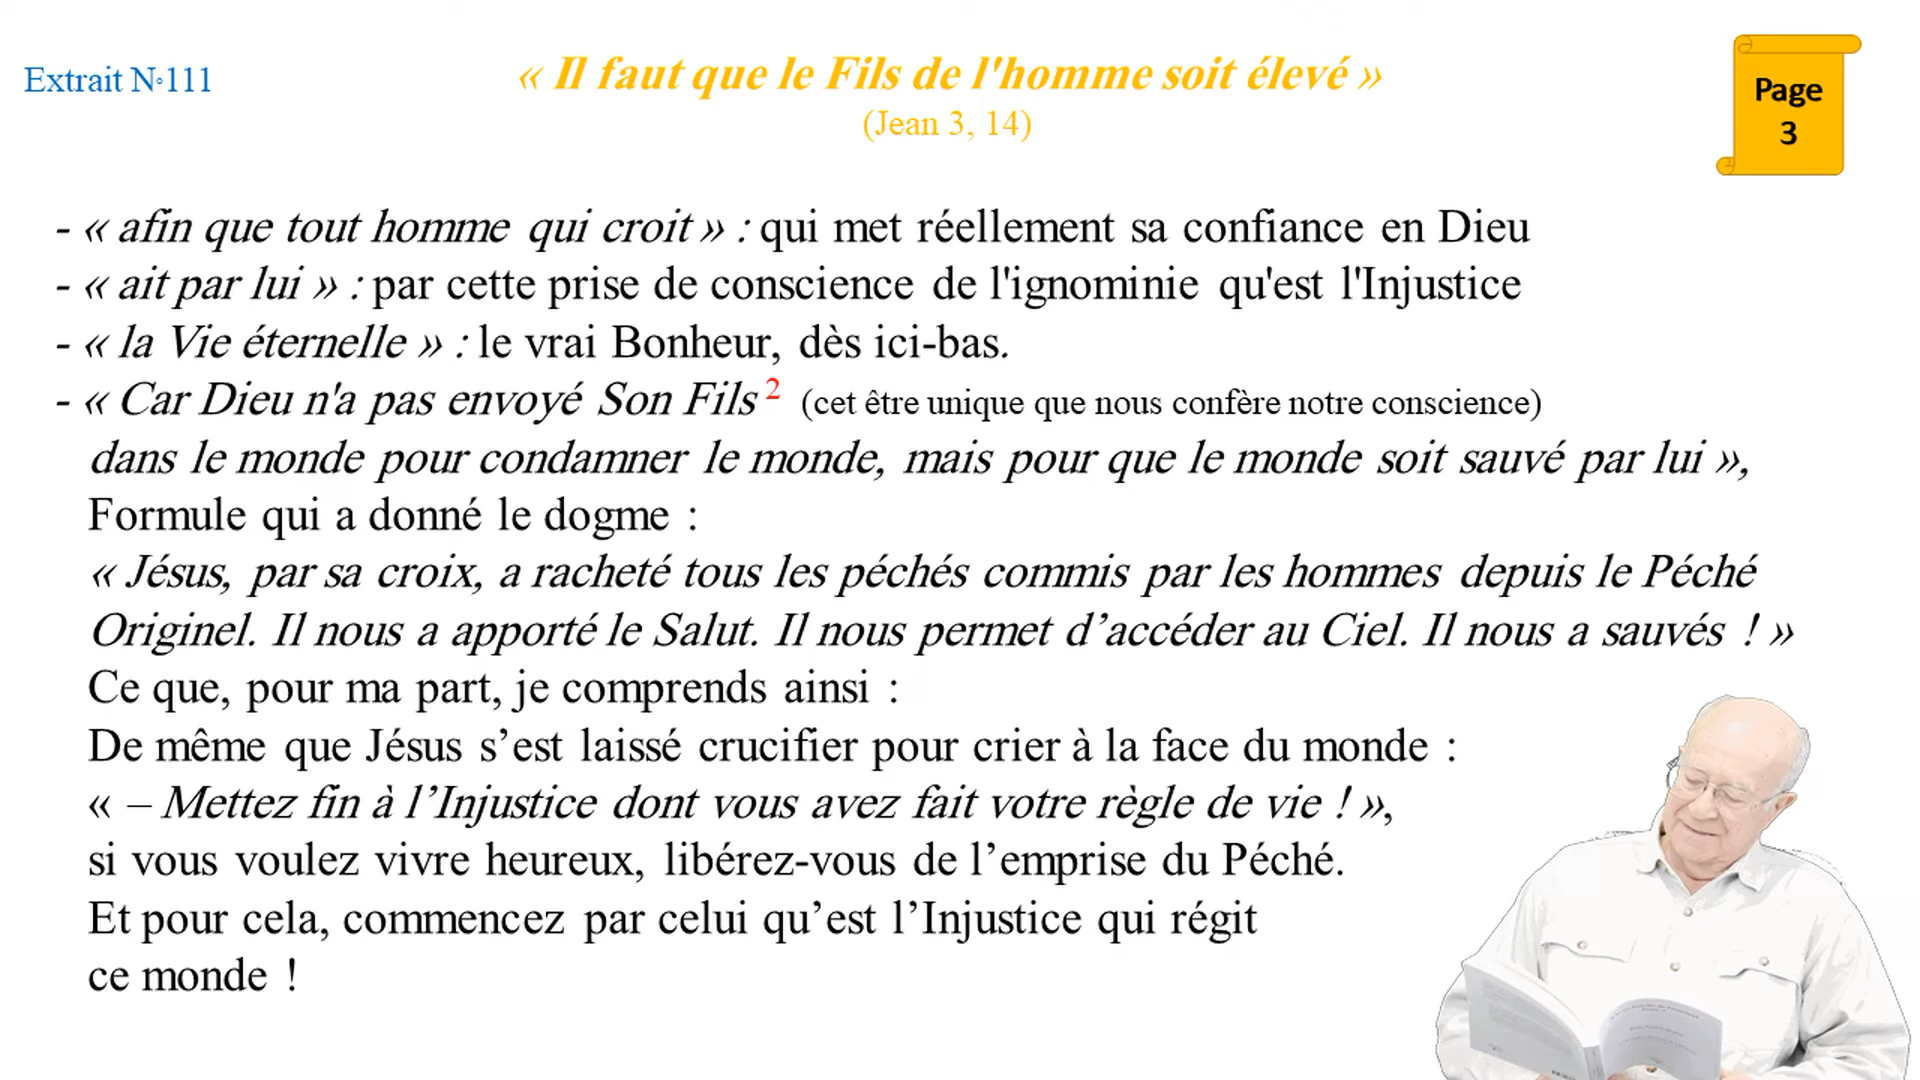 Extrait N°111
« Il faut que le Fils de l'homme soit élevé »
(Jean 3, 14)
Page
3
- « afin que tout homme qui croit » : qui met réellement sa confiance en Dieu
- « ait par lui » : par cette prise de conscience de l'ignominie qu'est l'Injustice
- « la Vie éternelle » : le vrai Bonheur, dès ici-bas.
- « Car Dieu n'a pas envoyé Son Fils 2 (cet être unique que nous confère notre conscience)
dans le monde pour condamner le monde, mais pour que le monde soit sauvé par lui »,
Formule qui a donné le dogme :
« Jésus, par sa croix, a racheté tous les péchés commis par les hommes depuis le Péché
Originel. Il nous a apporté le Salut. Il nous permet d’accéder au Ciel. Il nous a sauvés ! »
Ce que, pour ma part, je comprends ainsi :
De même que Jésus s’est laissé crucifier pour crier à la face du monde :
« – Mettez fin à l’Injustice dont vous avez fait votre règle de vie ! »,
si vous voulez vivre heureux, libérez-vous de l’emprise du Péché.
Et pour cela, commencez par celui qu’est l’Injustice qui régit
ce monde !